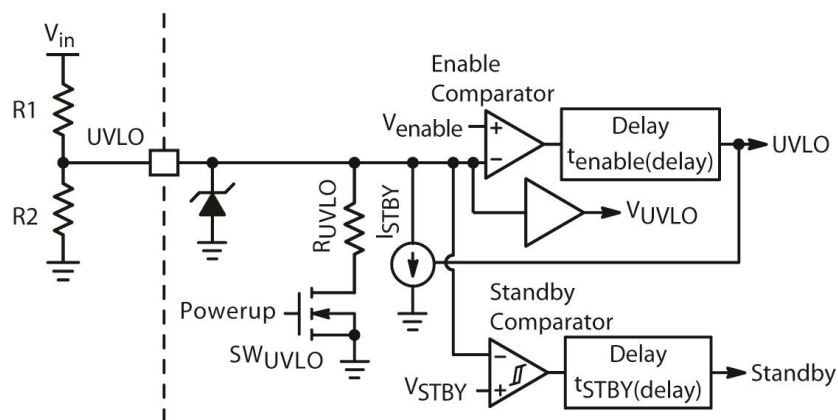 Vin
R1
UVLO
R2
RUVLO
Powerup
SWUVLO
ISTBY
Enable
Comparator
Venable
+
−
Delay
tenable(delay)
UVLO
VUVLO
Standby
Comparator
−
VSTBY
+
Delay
tSTBY(delay)
Standby